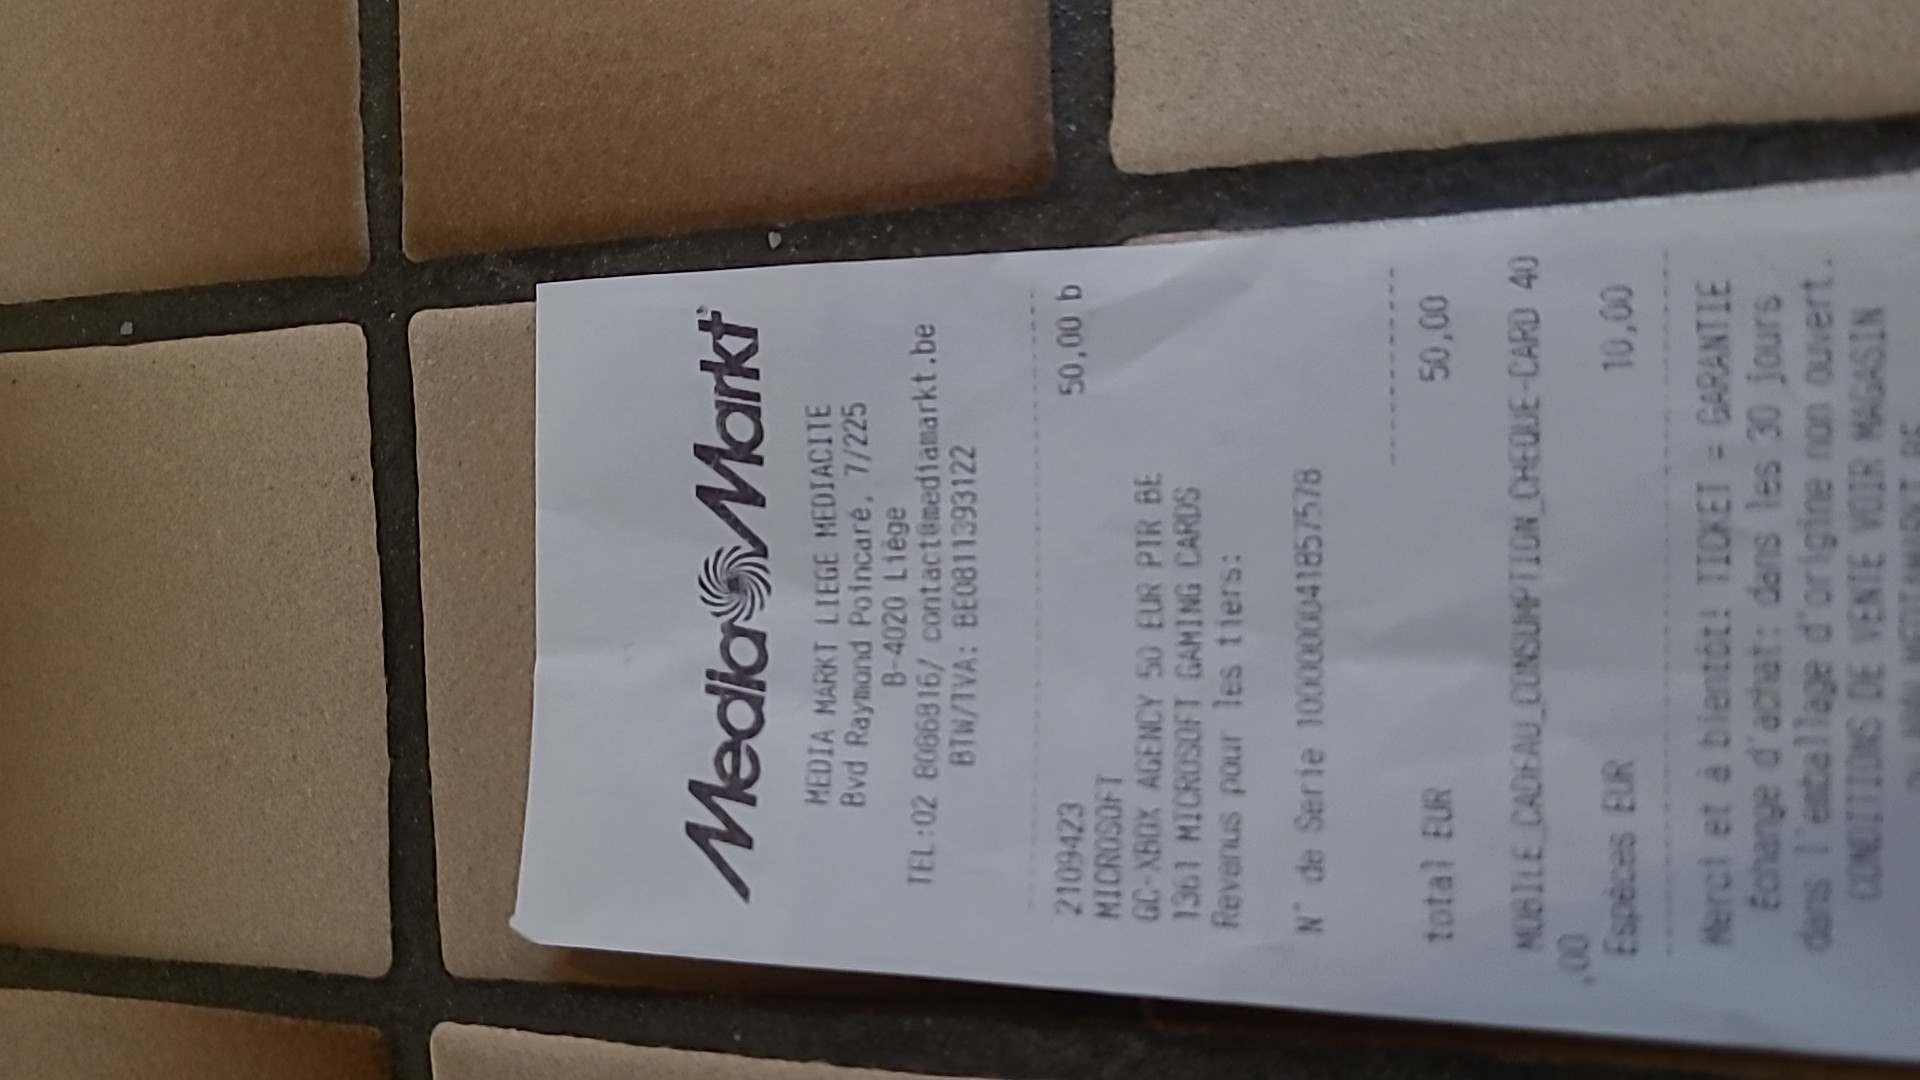 MediaMarkt
MEDIA MARKT LIEGE MEDIACITE
Bvd Raymond Poincaré, 7/225
B-4020 Liège
TEL:02 8086816/ contact@mediamarkt.be
BTW/TVA: BE0811393122
2109423 50,00 b
MICROSOFT
GC-XBOX AGENCY 50 EUR PTR BE
1361 MICROSOFT GAMING CARDS
Revenus pour les tiers:
N° de Serie
total EUR 50,00
MOBILE_CADEAU_CONSUMPTION_CHEQUE-CARD 40
,00
Espèces EUR 10,00
Merci et à bientôt! TICKET = GARANTIE
Echange d'achat: dans les 30 jours
dans l'emballage d'origine non ouvert.
CONDITIONS DE VENTE VOIR MAGASIN